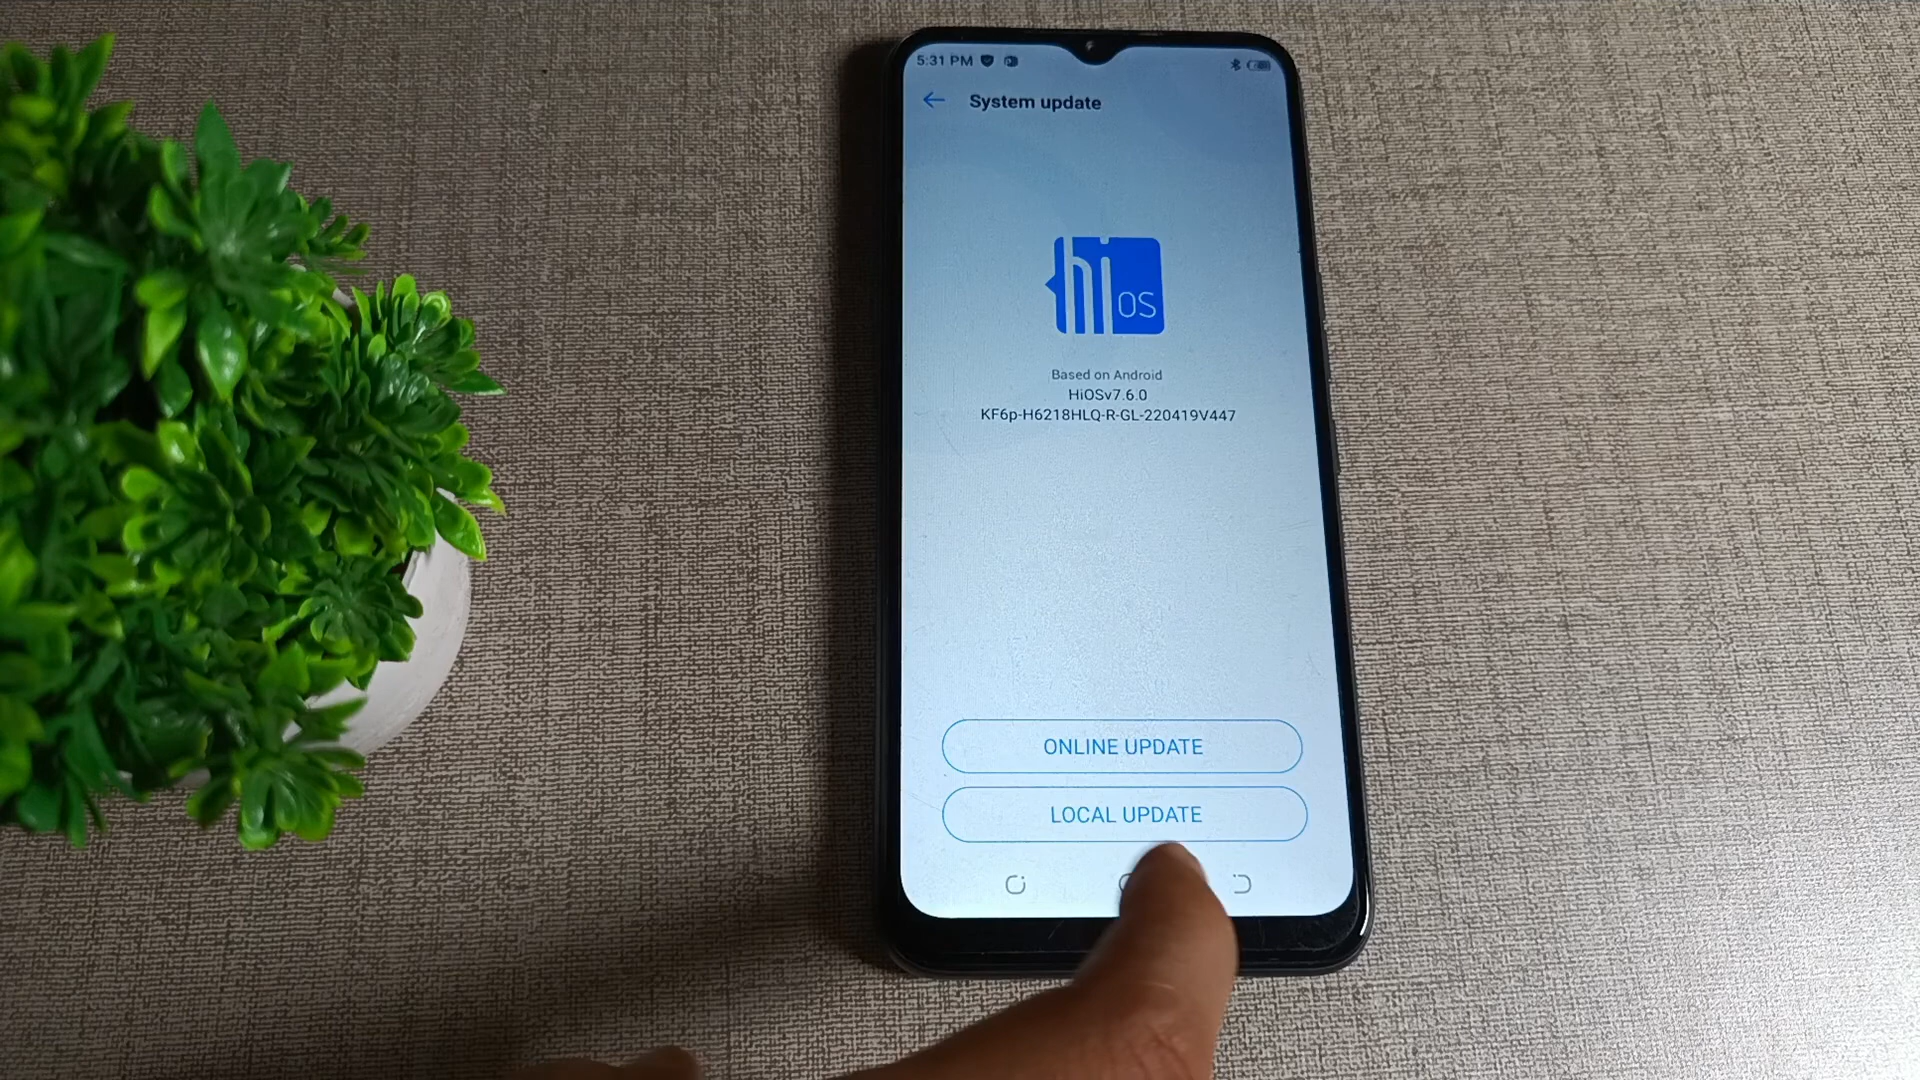 5:31 PM
System update
hi OS
Based on Android
HiOSv7.6.0
KF6p-H6218HLQ-R-GL-220419V447
ONLINE UPDATE
LOCAL UPDATE